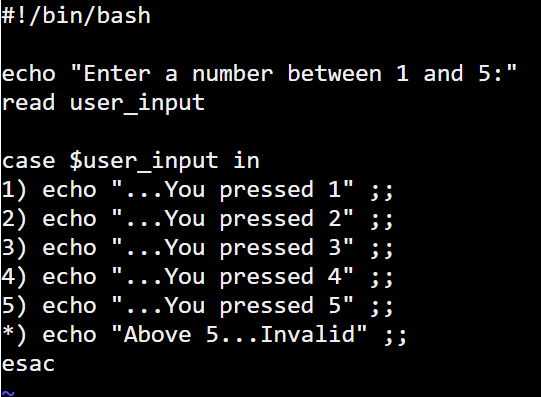 #!/bin/bash
echo "Enter a number between 1 and 5:"
read user_input
case $user_input in
1) echo "...You pressed 1" ;;
2) echo "...You pressed 2" ;;
3) echo "...You pressed 3" ;;
4) echo "...You pressed 4" ;;
5) echo "...You pressed 5" ;;
*) echo "Above 5...Invalid" ;;
esac
~